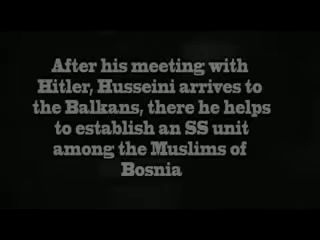 After his meeting with
Hitler, Husseini arrives to
the Balkans, there he helps
to establish an SS unit
among the Muslims of
Bosnia